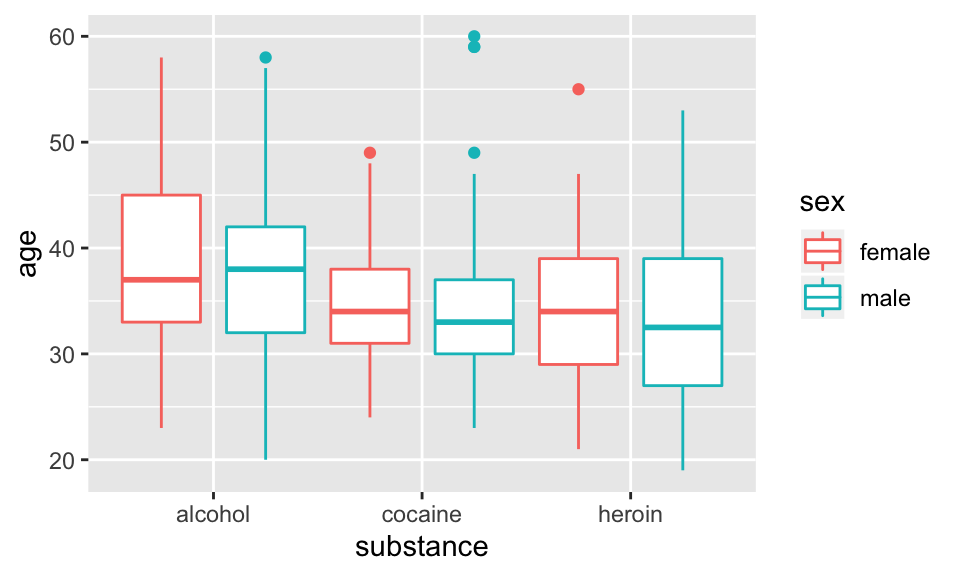 60
50
40
30
20
age
alcohol
cocaine
heroin
substance
sex
female
male